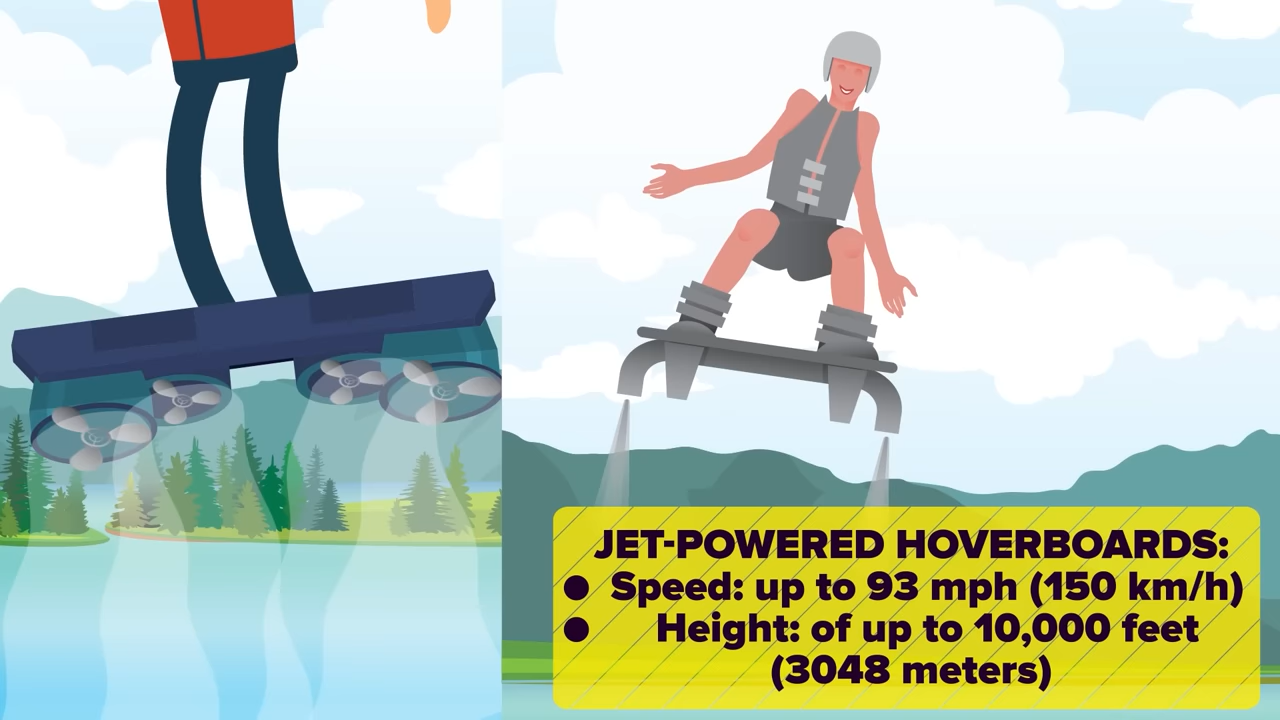 JET-POWERED HOVERBOARDS:
● Speed: up to 93 mph (150 km/h)
● Height: of up to 10,000 feet
(3048 meters)